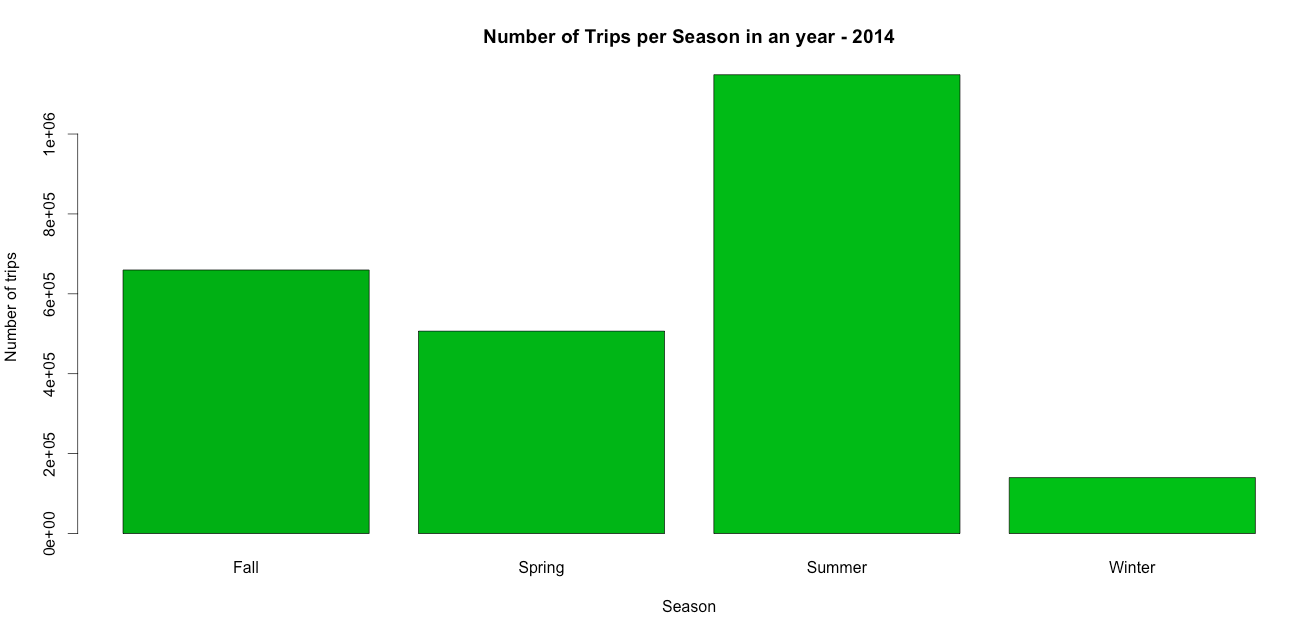 Number of Trips per Season in an year - 2014
Number of trips
1e+06
8e+05
6e+05
4e+05
2e+05
0e+00
Fall
Spring
Summer
Winter
Season